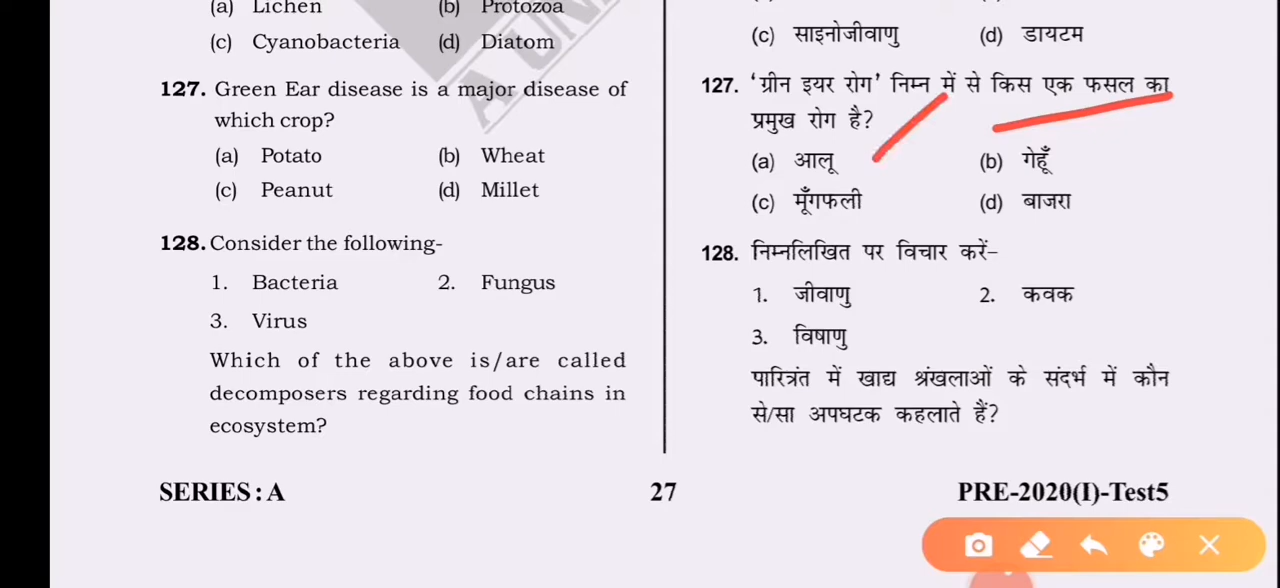 (a) Lichen (b) Protozoa
(c) Cyanobacteria (d) Diatom
127. Green Ear disease is a major disease of
which crop?
(a) Potato (b) Wheat
(c) Peanut (d) Millet
128. Consider the following-
1. Bacteria 2. Fungus
3. Virus
Which of the above is/are called
decomposers regarding food chains in
ecosystem?
(c) साइनोजीवाणु (d) डायटम
127. ‘ग्रीन इयर रोग’ निम्न में से किस एक फसल का
प्रमुख रोग है?
(a) आलू (b) गेहूँ
(c) मूँगफली (d) बाजरा
128. निम्नलिखित पर विचार करें-
1. जीवाणु 2. कवक
3. विषाणु
पारित्रंत में खाद्य श्रंखलाओं के संदर्भ में कौन
से/सा अपघटक कहलाते हैं?
SERIES : A 27 PRE-2020(I)-Test5